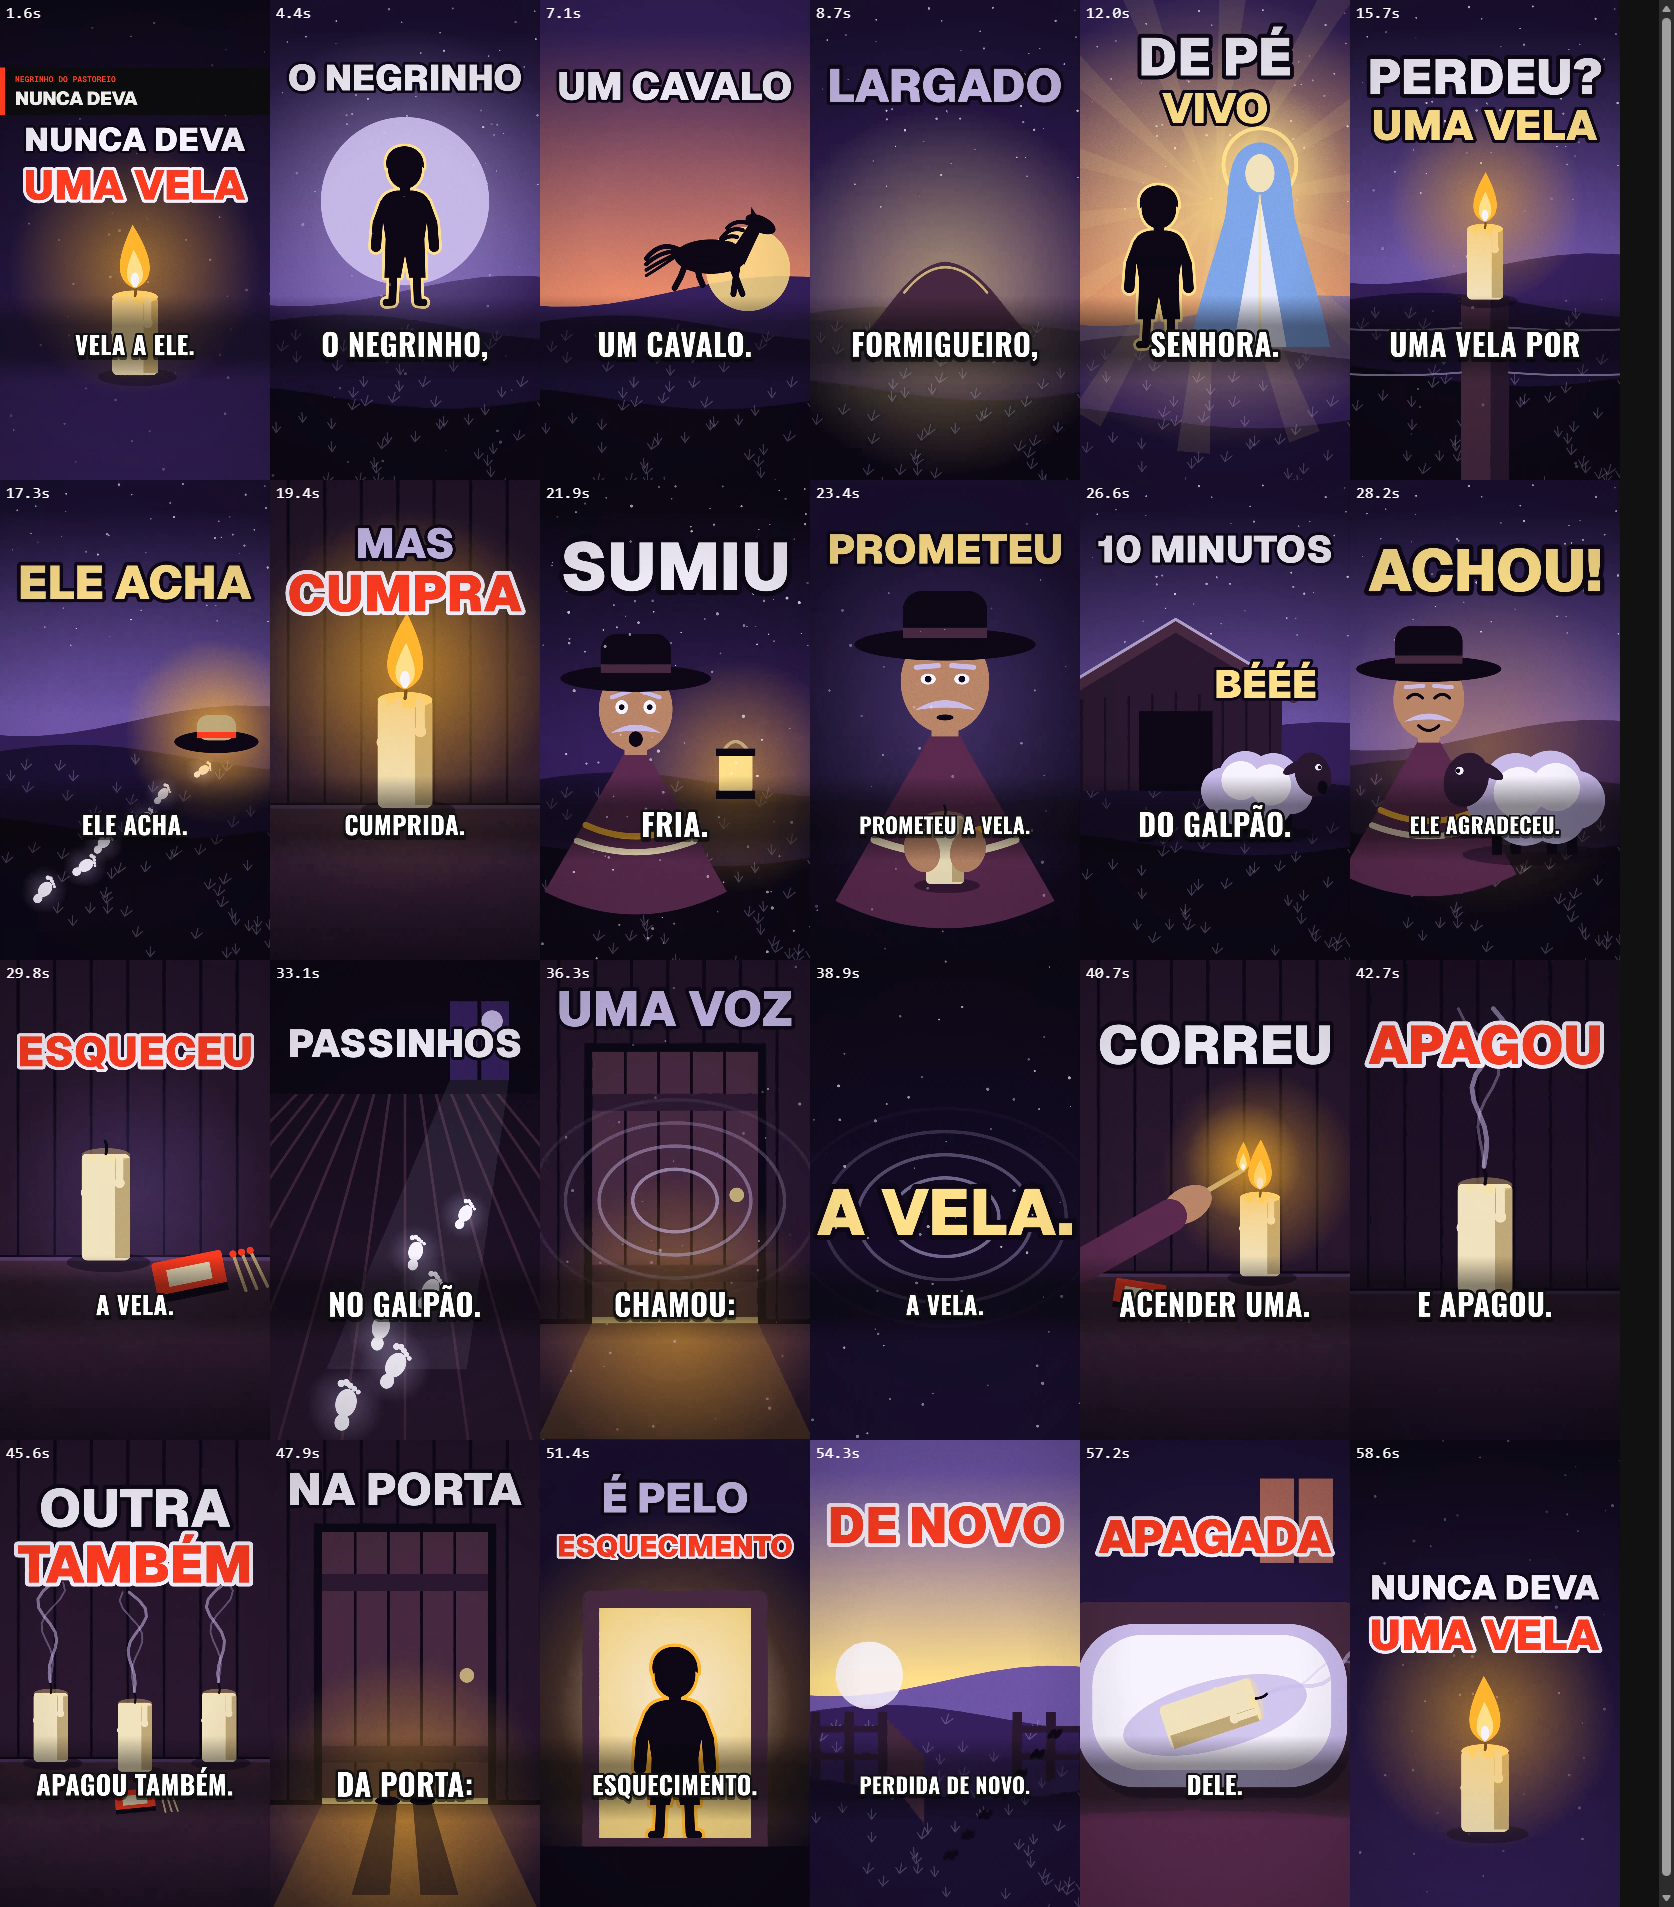 1.6s
NEGRINHO DO PASTOREIO
NUNCA DEVA
NUNCA DEVA
UMA VELA
VELA A ELE.
4.4s
O NEGRINHO
O NEGRINHO,
7.1s
UM CAVALO
UM CAVALO.
8.7s
LARGADO
FORMIGUEIRO,
12.0s
DE PÉ
VIVO
SENHORA.
15.7s
PERDEU?
UMA VELA
UMA VELA POR
17.3s
ELE ACHA
ELE ACHA.
19.4s
MAS
CUMPRA
CUMPRIDA.
21.9s
SUMIU
FRIA.
23.4s
PROMETEU
PROMETEU A VELA.
26.6s
10 MINUTOS
BÉÉÉ
DO GALPÃO.
28.2s
ACHOU!
ELE AGRADECEU.
29.8s
ESQUECEU
A VELA.
33.1s
PASSINHOS
NO GALPÃO.
36.3s
UMA VOZ
CHAMOU:
38.9s
A VELA.
A VELA.
40.7s
CORREU
ACENDER UMA.
42.7s
APAGOU
E APAGOU.
45.6s
OUTRA
TAMBÉM
APAGOU TAMBÉM.
47.9s
NA PORTA
DA PORTA:
51.4s
É PELO
ESQUECIMENTO
ESQUECIMENTO.
54.3s
DE NOVO
PERDIDA DE NOVO.
57.2s
APAGADA
DELE.
58.6s
NUNCA DEVA
UMA VELA